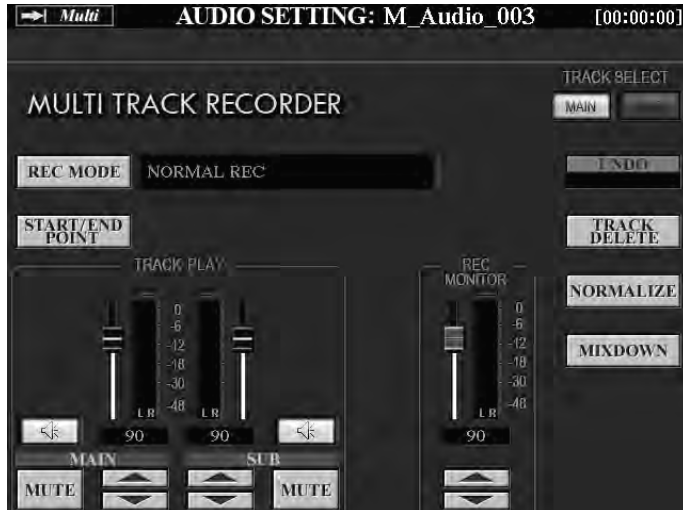 Multi AUDIO SETTING: M_Audio_003 [00:00:00]
TRACK SELECT
MULTI TRACK RECORDER
MAIN
REC MODE NORMAL REC
UNDO
START/END
POINT
TRACK
DELETE
TRACK PLAY
REC
MONITOR
NORMALIZE
MIXDOWN
0
-6
-12
-18
-30
-48
L R
L R
0
-6
-12
-18
-30
-48
L R
90 90 90
MAIN SUB
MUTE MUTE